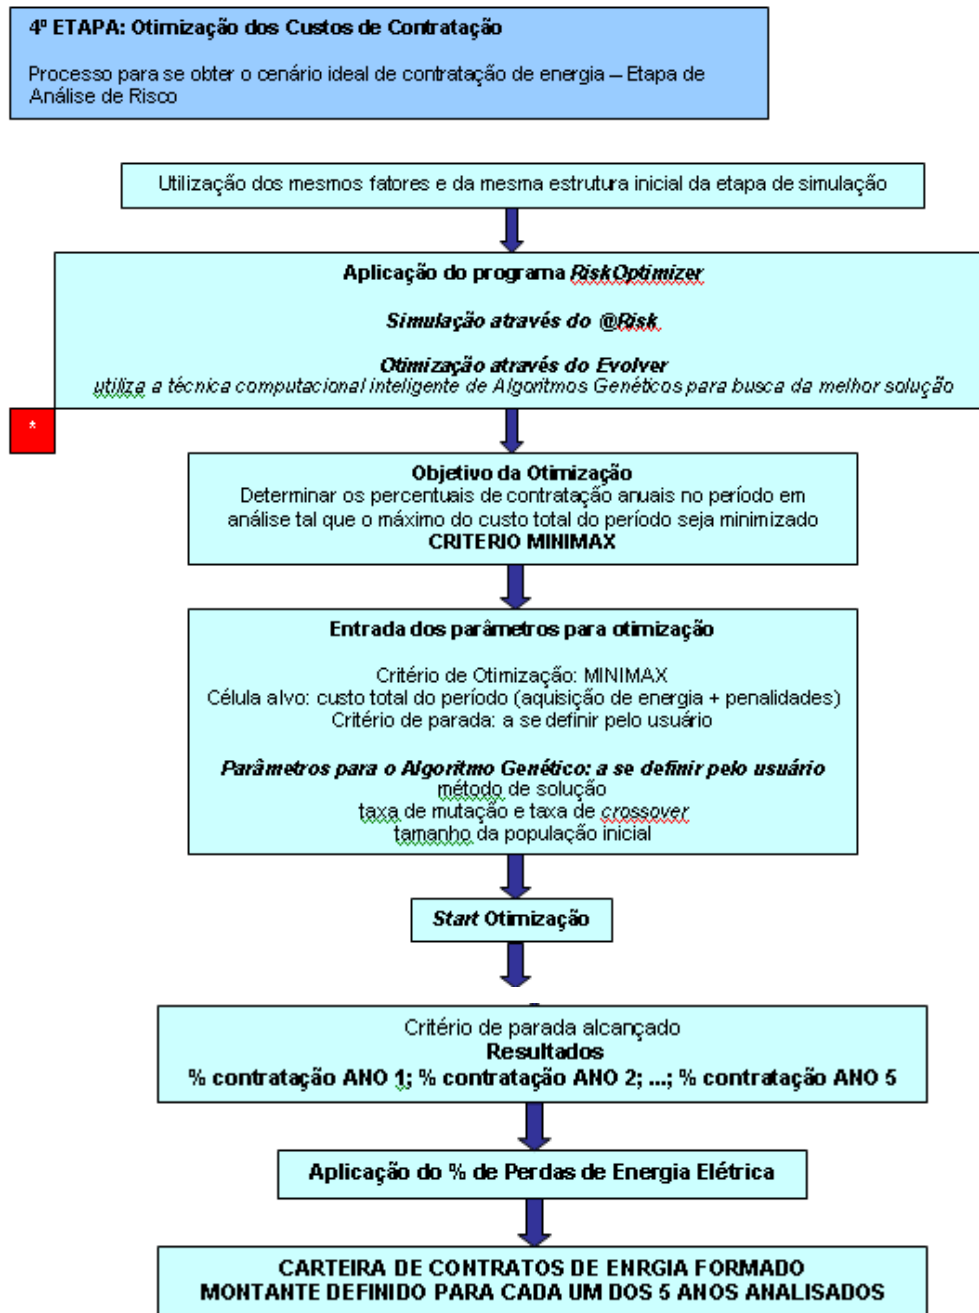 4ª ETAPA: Otimização dos Custos de Contratação
Processo para se obter o cenário ideal de contratação de energia – Etapa de
Análise de Risco
Utilização dos mesmos fatores e da mesma estrutura inicial da etapa de simulação
Aplicação do programa RiskOptimizer
Simulação através do @Risk
Otimização através do Evolver
utiliza a técnica computacional inteligente de Algoritmos Genéticos para busca da melhor solução
*
Objetivo da Otimização
Determinar os percentuais de contratação anuais no período em
análise tal que o máximo do custo total do período seja minimizado
CRITERIO MINIMAX
Entrada dos parâmetros para otimização
Critério de Otimização: MINIMAX
Célula alvo: custo total do período (aquisição de energia + penalidades)
Critério de parada: a se definir pelo usuário
Parâmetros para o Algoritmo Genético: a se definir pelo usuário
método de solução
taxa de mutação e taxa de crossover
tamanho da população inicial
Start Otimização
Critério de parada alcançado
Resultados
% contratação ANO 1; % contratação ANO 2; ...; % contratação ANO 5
Aplicação do % de Perdas de Energia Elétrica
CARTEIRA DE CONTRATOS DE ENRGIA FORMADO
MONTANTE DEFINIDO PARA CADA UM DOS 5 ANOS ANALISADOS